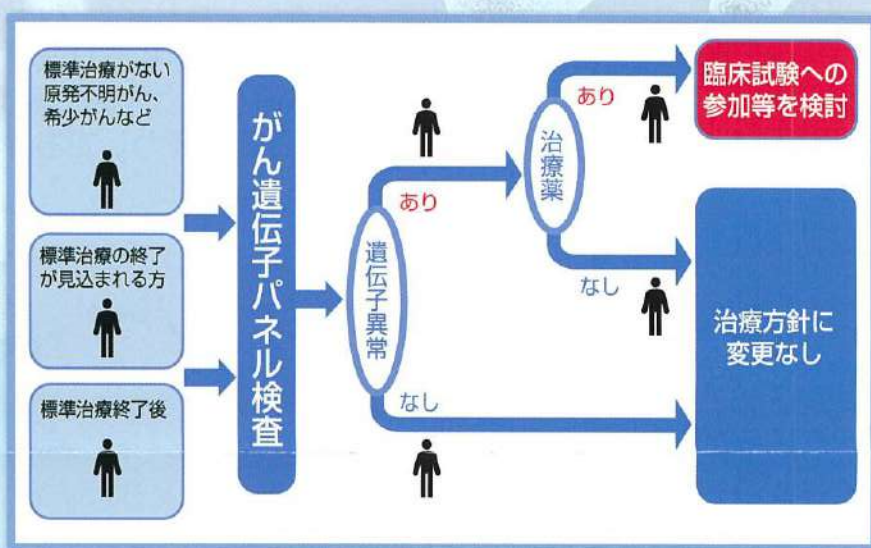 標準治療がない
原発不明がん、
希少がんなど
標準治療の終了
が見込まれる方
標準治療終了後
がん遺伝子パネル検査
遺伝子異常
あり
なし
治療薬
あり
なし
臨床試験への
参加等を検討
治療方針に
変更なし